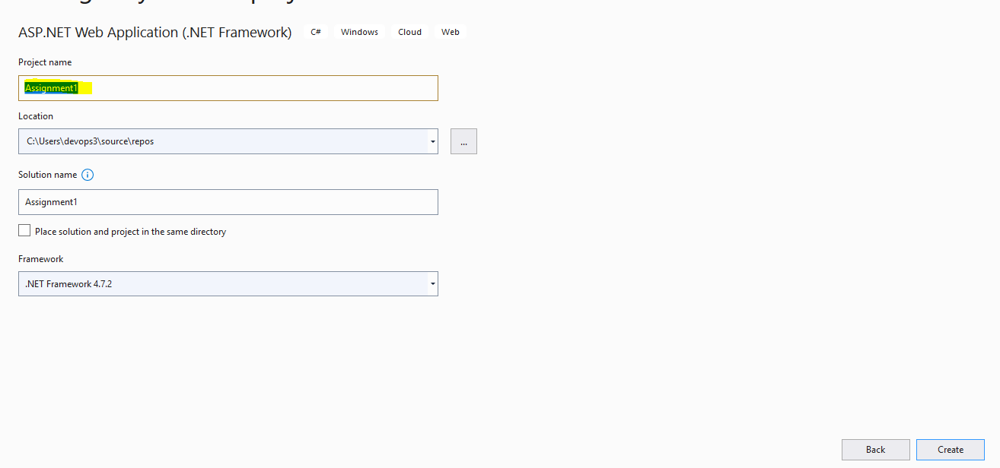 ASP.NET Web Application (.NET Framework) C# Windows Cloud Web
Project name
Assignment1
Location
C:\Users\devops3\source\repos
...
Solution name
Assignment1
Place solution and project in the same directory
Framework
.NET Framework 4.7.2
Back Create